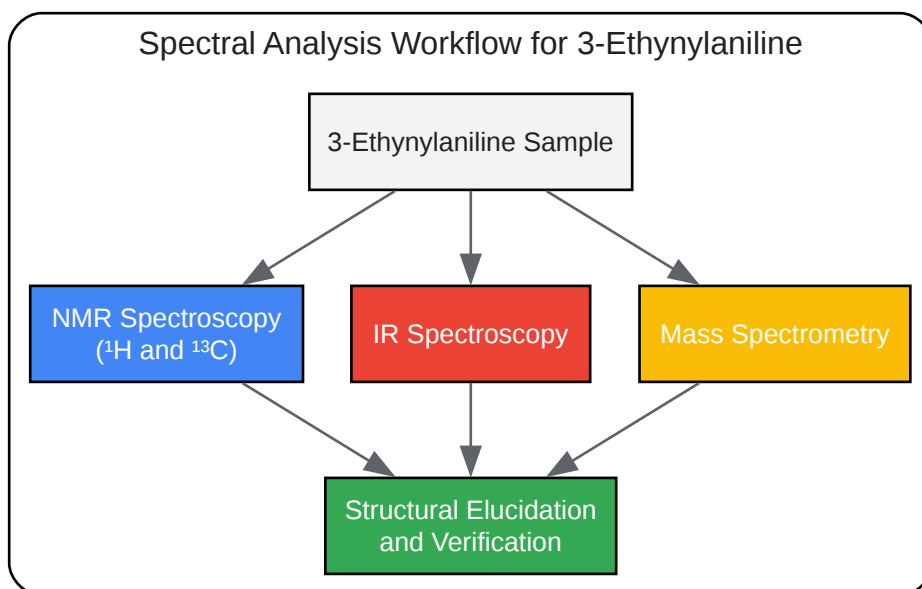 Spectral Analysis Workflow for 3-Ethynylaniline
3-Ethynylaniline Sample
NMR Spectroscopy
(¹H and ¹³C)
IR Spectroscopy
Mass Spectrometry
Structural Elucidation
and Verification